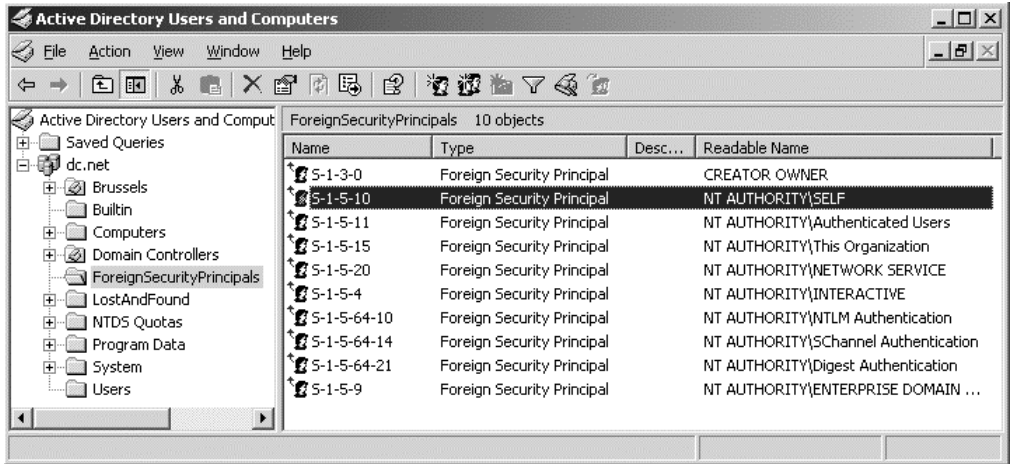 Active Directory Users and Computers
File Action View Window Help
Active Directory Users and Comput
Saved Queries
dc.net
Brussels
Builtin
Computers
Domain Controllers
ForeignSecurityPrincipals
LostAndFound
NTDS Quotas
Program Data
System
Users
ForeignSecurityPrincipals 10 objects
Name Type Desc... Readable Name
S-1-3-0 Foreign Security Principal CREATOR OWNER
S-1-5-10 Foreign Security Principal NT AUTHORITY\SELF
S-1-5-11 Foreign Security Principal NT AUTHORITY\Authenticated Users
S-1-5-15 Foreign Security Principal NT AUTHORITY\This Organization
S-1-5-20 Foreign Security Principal NT AUTHORITY\NETWORK SERVICE
S-1-5-4 Foreign Security Principal NT AUTHORITY\INTERACTIVE
S-1-5-64-10 Foreign Security Principal NT AUTHORITY\NTLM Authentication
S-1-5-64-14 Foreign Security Principal NT AUTHORITY\SChannel Authentication
S-1-5-64-21 Foreign Security Principal NT AUTHORITY\Digest Authentication
S-1-5-9 Foreign Security Principal NT AUTHORITY\ENTERPRISE DOMAIN ...